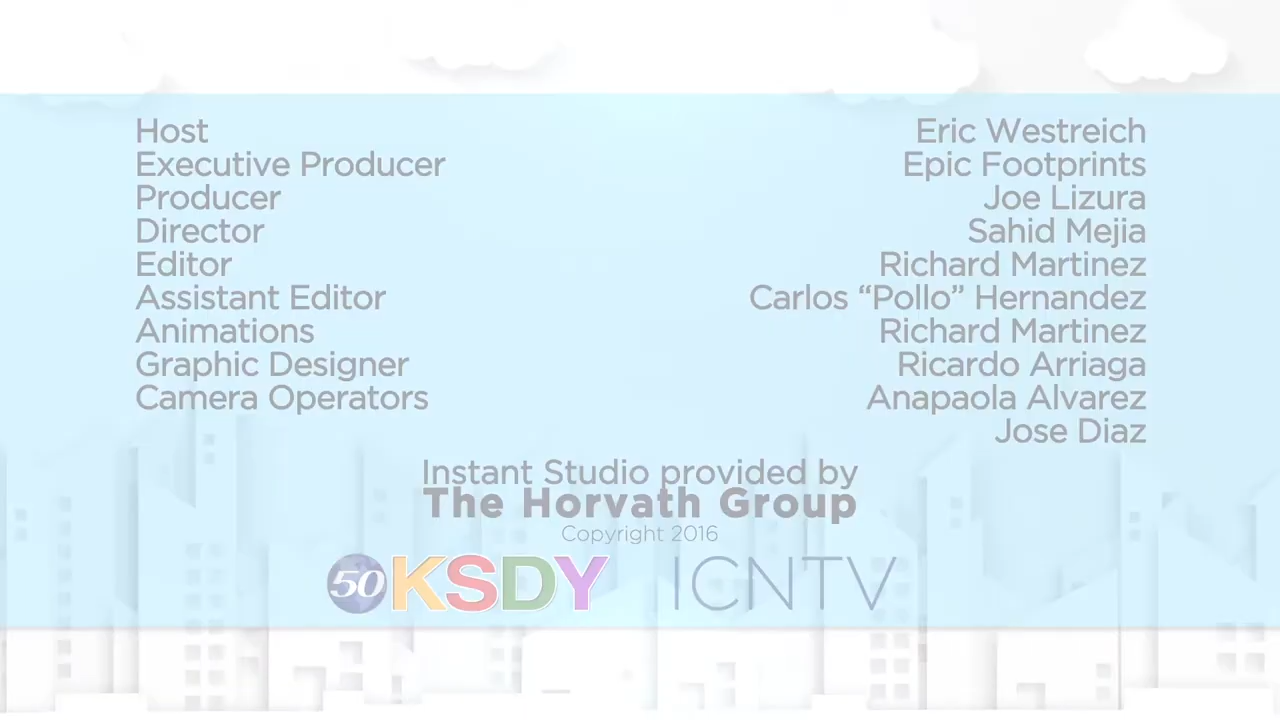 Host Eric Westreich
Executive Producer Epic Footprints
Producer Joe Lizura
Director Sahid Mejia
Editor Richard Martinez
Assistant Editor Carlos “Pollo” Hernandez
Animations Richard Martinez
Graphic Designer Ricardo Arriaga
Camera Operators Anapaola Alvarez
Jose Diaz
Instant Studio provided by
The Horvath Group
Copyright 2016
50 KSDY ICNTV